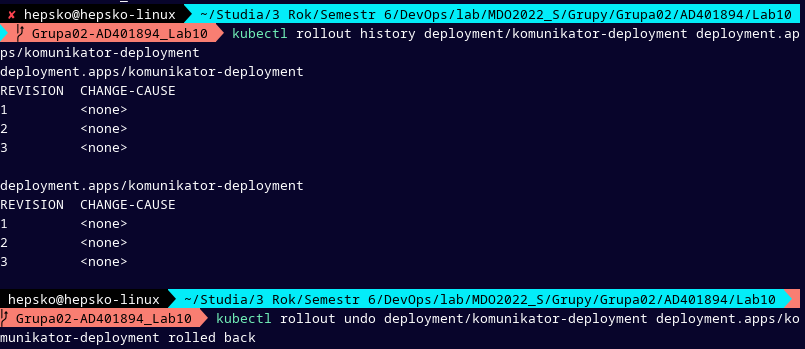 ✘ hepsko@hepsko-linux ~/Studia/3 Rok/Semestr 6/DevOps/lab/MDO2022_S/Grupy/Grupa02/AD401894/Lab10
Grupa02-AD401894_Lab10 kubectl rollout history deployment/komunikator-deployment deployment.ap
ps/komunikator-deployment
deployment.apps/komunikator-deployment
REVISION  CHANGE-CAUSE
1         <none>
2         <none>
3         <none>

deployment.apps/komunikator-deployment
REVISION  CHANGE-CAUSE
1         <none>
2         <none>
3         <none>

hepsko@hepsko-linux ~/Studia/3 Rok/Semestr 6/DevOps/lab/MDO2022_S/Grupy/Grupa02/AD401894/Lab10
Grupa02-AD401894_Lab10 kubectl rollout undo deployment/komunikator-deployment deployment.apps/ko
munikator-deployment rolled back